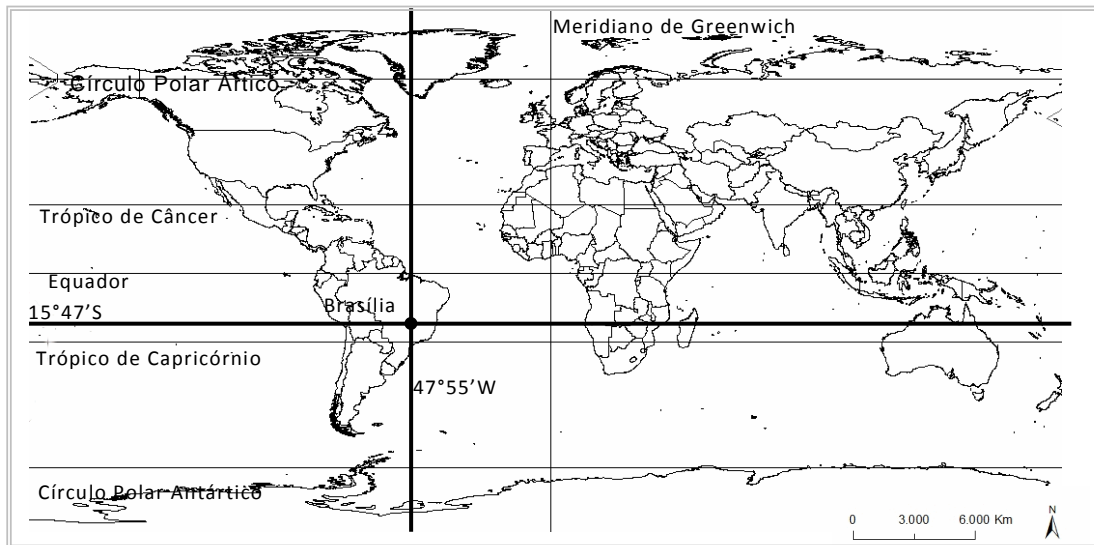 Meridiano de Greenwich
Círculo Polar Ártico
Trópico de Câncer
Equador
Brasília
15°47'S
Trópico de Capricórnio
47°55'W
Círculo Polar Antártico
N
0 3.000 6.000 Km